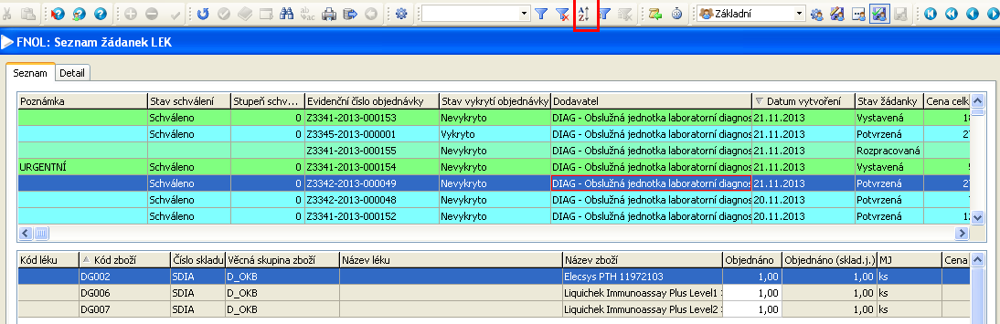 Základní
FNOL: Seznam žádanek LEK
Seznam Detail
Poznámka Stav schválení Stupeň schv... Evidenční číslo objednávky Stav vykrytí objednávky Dodavatel Datum vytvoření Stav žádanky Cena celk
Schváleno 0 Z3341-2013-000153 Nevykryto DIAG - Obslužná jednotka laboratorní diagnos 21.11.2013 Vystavená 18
Schváleno 0 Z3345-2013-000001 Vykryto DIAG - Obslužná jednotka laboratorní diagnos 21.11.2013 Potvrzená 27
Z3341-2013-000155 Nevykryto DIAG - Obslužná jednotka laboratorní diagnos 21.11.2013 Rozpracovaná
URGENTNÍ Schváleno 0 Z3341-2013-000154 Nevykryto DIAG - Obslužná jednotka laboratorní diagnos 21.11.2013 Vystavená
Schváleno 0 Z3342-2013-000049 Nevykryto DIAG - Obslužná jednotka laboratorní diagnos 21.11.2013 Potvrzená 27
Schváleno 0 Z3342-2013-000048 Nevykryto DIAG - Obslužná jednotka laboratorní diagnos 20.11.2013 Potvrzená
Schváleno 0 Z3341-2013-000152 Nevykryto DIAG - Obslužná jednotka laboratorní diagnos 20.11.2013 Potvrzená
Kód léku Kód zboží Číslo skladu Věcná skupina zboží Název léku Název zboží Objednáno Objednáno (sklad.j.) MJ Cena
DG002 SDIA D_OKB Elecsys PTH 11972103 1,00 1,00 ks
DG006 SDIA D_OKB Liquichek Immunoassay Plus Level1 1,00 1,00 ks
DG007 SDIA D_OKB Liquichek Immunoassay Plus Level2 1,00 1,00 ks